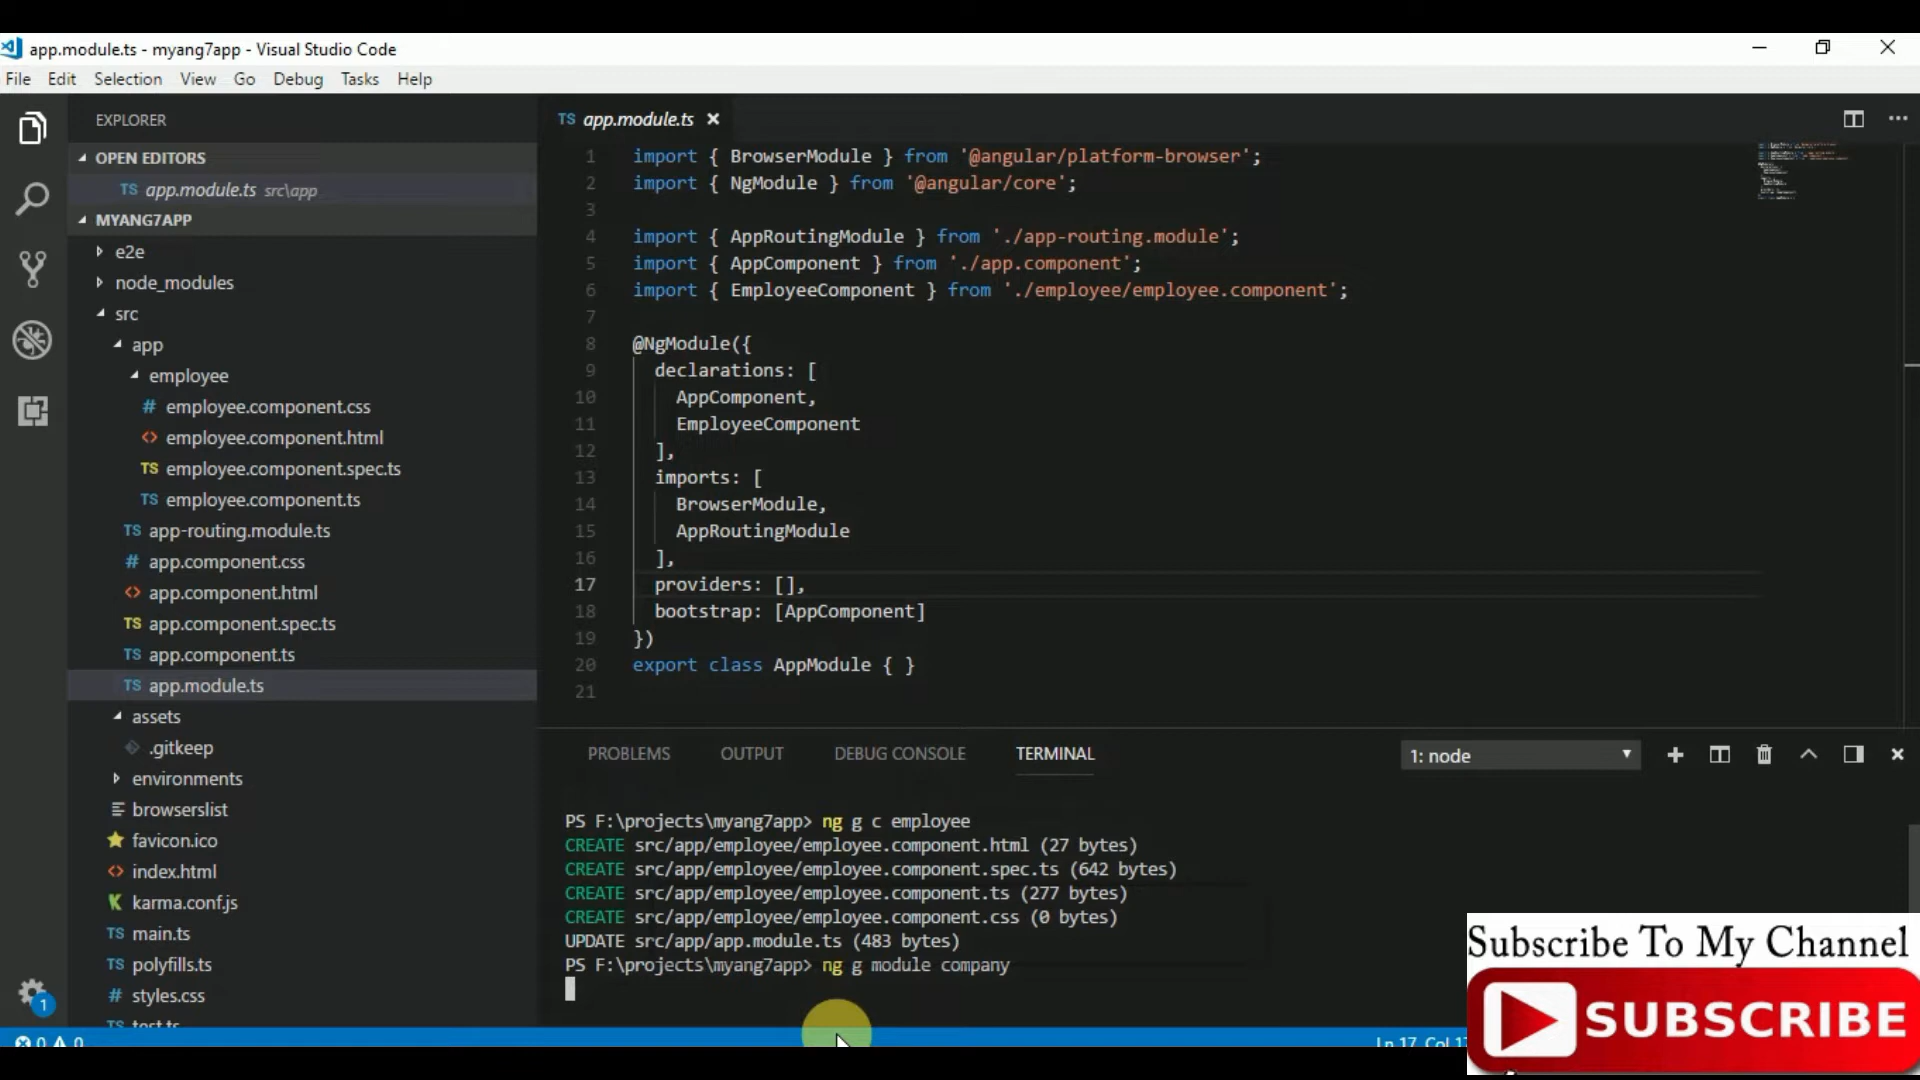 app.module.ts - myang7app - Visual Studio Code
File Edit Selection View Go Debug Tasks Help
EXPLORER
OPEN EDITORS
TS app.module.ts src\app
MYANG7APP
e2e
node_modules
src
app
employee
# employee.component.css
<> employee.component.html
TS employee.component.spec.ts
TS employee.component.ts
TS app-routing.module.ts
# app.component.css
<> app.component.html
TS app.component.spec.ts
TS app.component.ts
TS app.module.ts
assets
.gitkeep
environments
browserslist
favicon.ico
<> index.html
karma.conf.js
TS main.ts
TS polyfills.ts
# styles.css
TS test.ts
1
TS app.module.ts
1 import { BrowserModule } from '@angular/platform-browser';
2 import { NgModule } from '@angular/core';
3
4 import { AppRoutingModule } from './app-routing.module';
5 import { AppComponent } from './app.component';
6 import { EmployeeComponent } from './employee/employee.component';
7
8 @NgModule({
9 declarations: [
10 AppComponent,
11 EmployeeComponent
12 ],
13 imports: [
14 BrowserModule,
15 AppRoutingModule
16 ],
17 providers: [],
18 bootstrap: [AppComponent]
19 })
20 export class AppModule { }
21
PROBLEMS OUTPUT DEBUG CONSOLE TERMINAL 1: node
PS F:\projects\myang7app> ng g c employee
CREATE src/app/employee/employee.component.html (27 bytes)
CREATE src/app/employee/employee.component.spec.ts (642 bytes)
CREATE src/app/employee/employee.component.ts (277 bytes)
CREATE src/app/employee/employee.component.css (0 bytes)
UPDATE src/app/app.module.ts (483 bytes)
PS F:\projects\myang7app> ng g module company
0 0
Ln 17, Col
Subscribe To My Channel
SUBSCRIBE